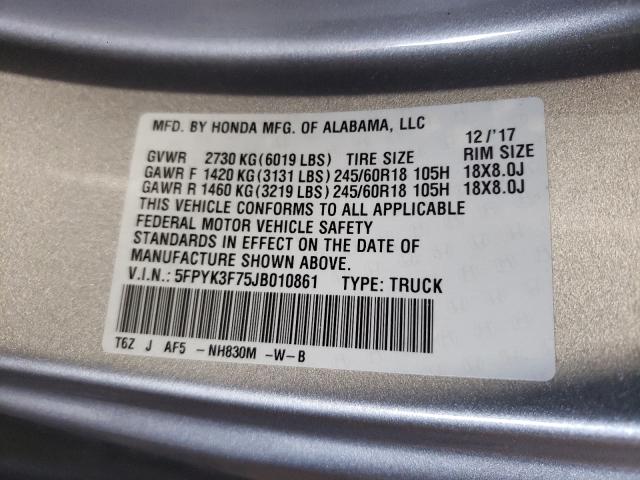 MFD. BY HONDA MFG. OF ALABAMA, LLC
12/'17
GVWR 2730 KG(6019 LBS) TIRE SIZE RIM SIZE
GAWR F 1420 KG(3131 LBS)245/60R18 105H 18X8.0J
GAWR R 1460 KG(3219 LBS)245/60R18 105H 18X8.0J
THIS VEHICLE CONFORMS TO ALL APPLICABLE
FEDERAL MOTOR VEHICLE SAFETY
STANDARDS IN EFFECT ON THE DATE OF
MANUFACTURE SHOWN ABOVE.
V.I.N.: 5FPYK3F75JB010861 TYPE: TRUCK
T6Z J AF5 -NH830M -W-B